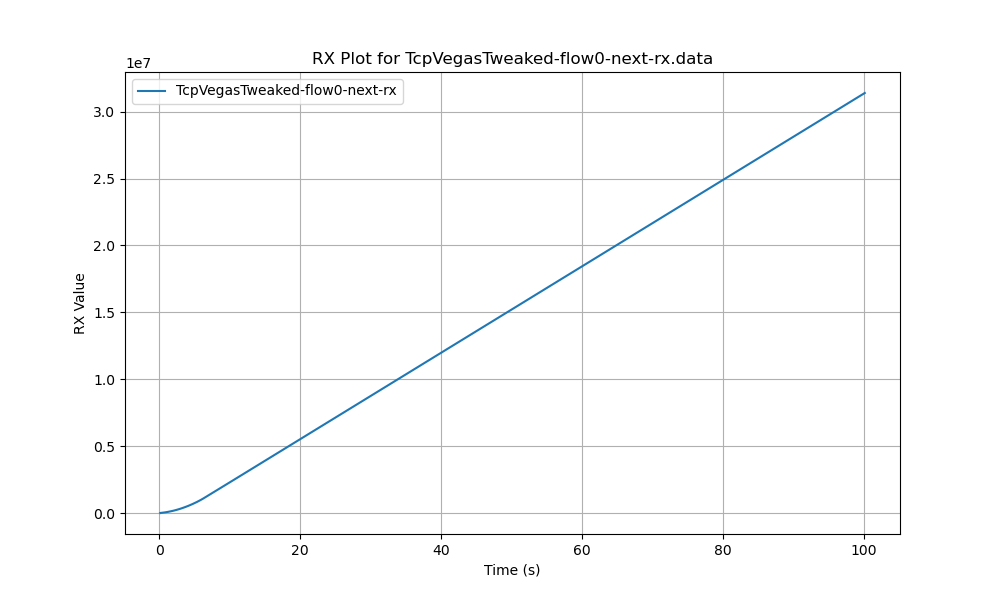 RX Plot for TcpVegasTweaked-flow0-next-rx.data
1e7
TcpVegasTweaked-flow0-next-rx
3.0
2.5
2.0
1.5
1.0
0.5
0.0
RX Value
0 20 40 60 80 100
Time (s)